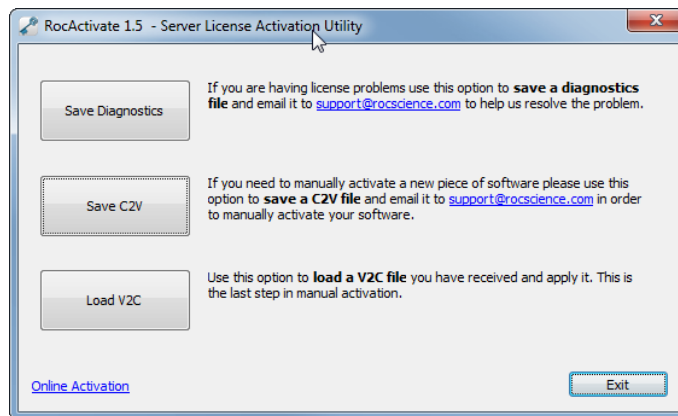 RocActivate 1.5 - Server License Activation Utility
Save Diagnostics
If you are having license problems use this option to save a diagnostics
file and email it to support@rocscience.com to help us resolve the problem.
Save C2V
If you need to manually activate a new piece of software please use this
option to save a C2V file and email it to support@rocscience.com in order
to manually activate your software.
Load V2C
Use this option to load a V2C file you have received and apply it. This is
the last step in manual activation.
Online Activation
Exit